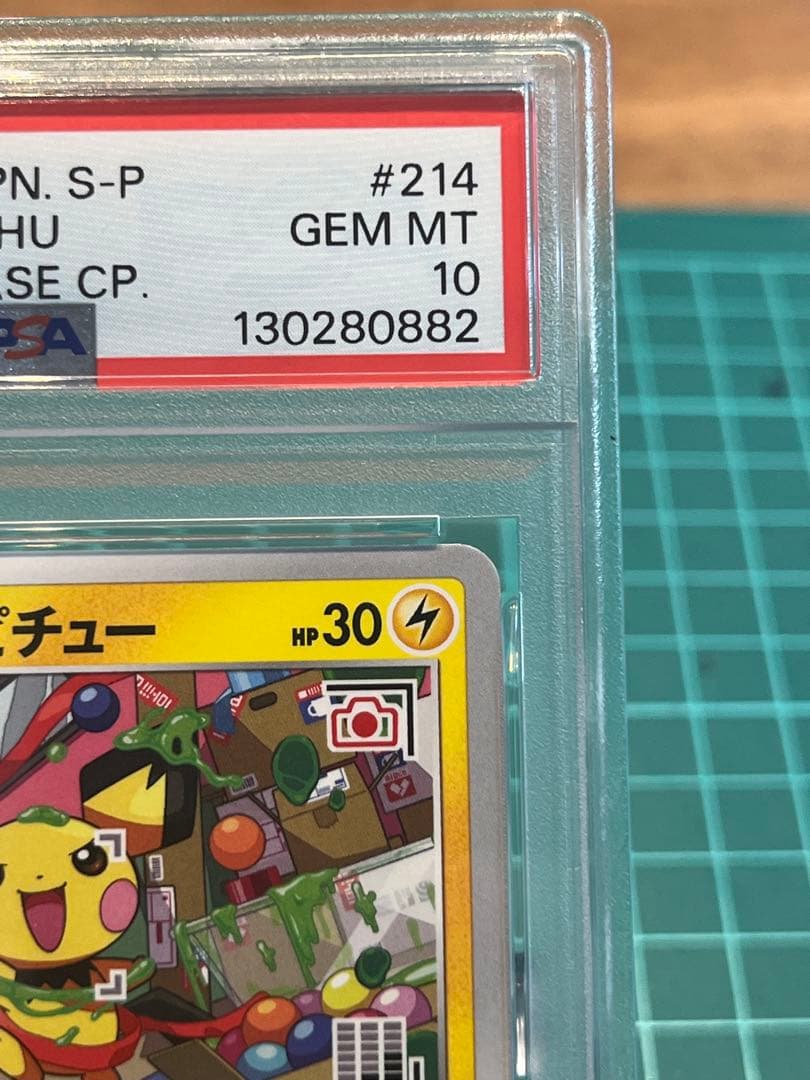 PN. S-P #214
HU GEM MT
ASE CP. 10
PSA 130280882
ピチュー HP30